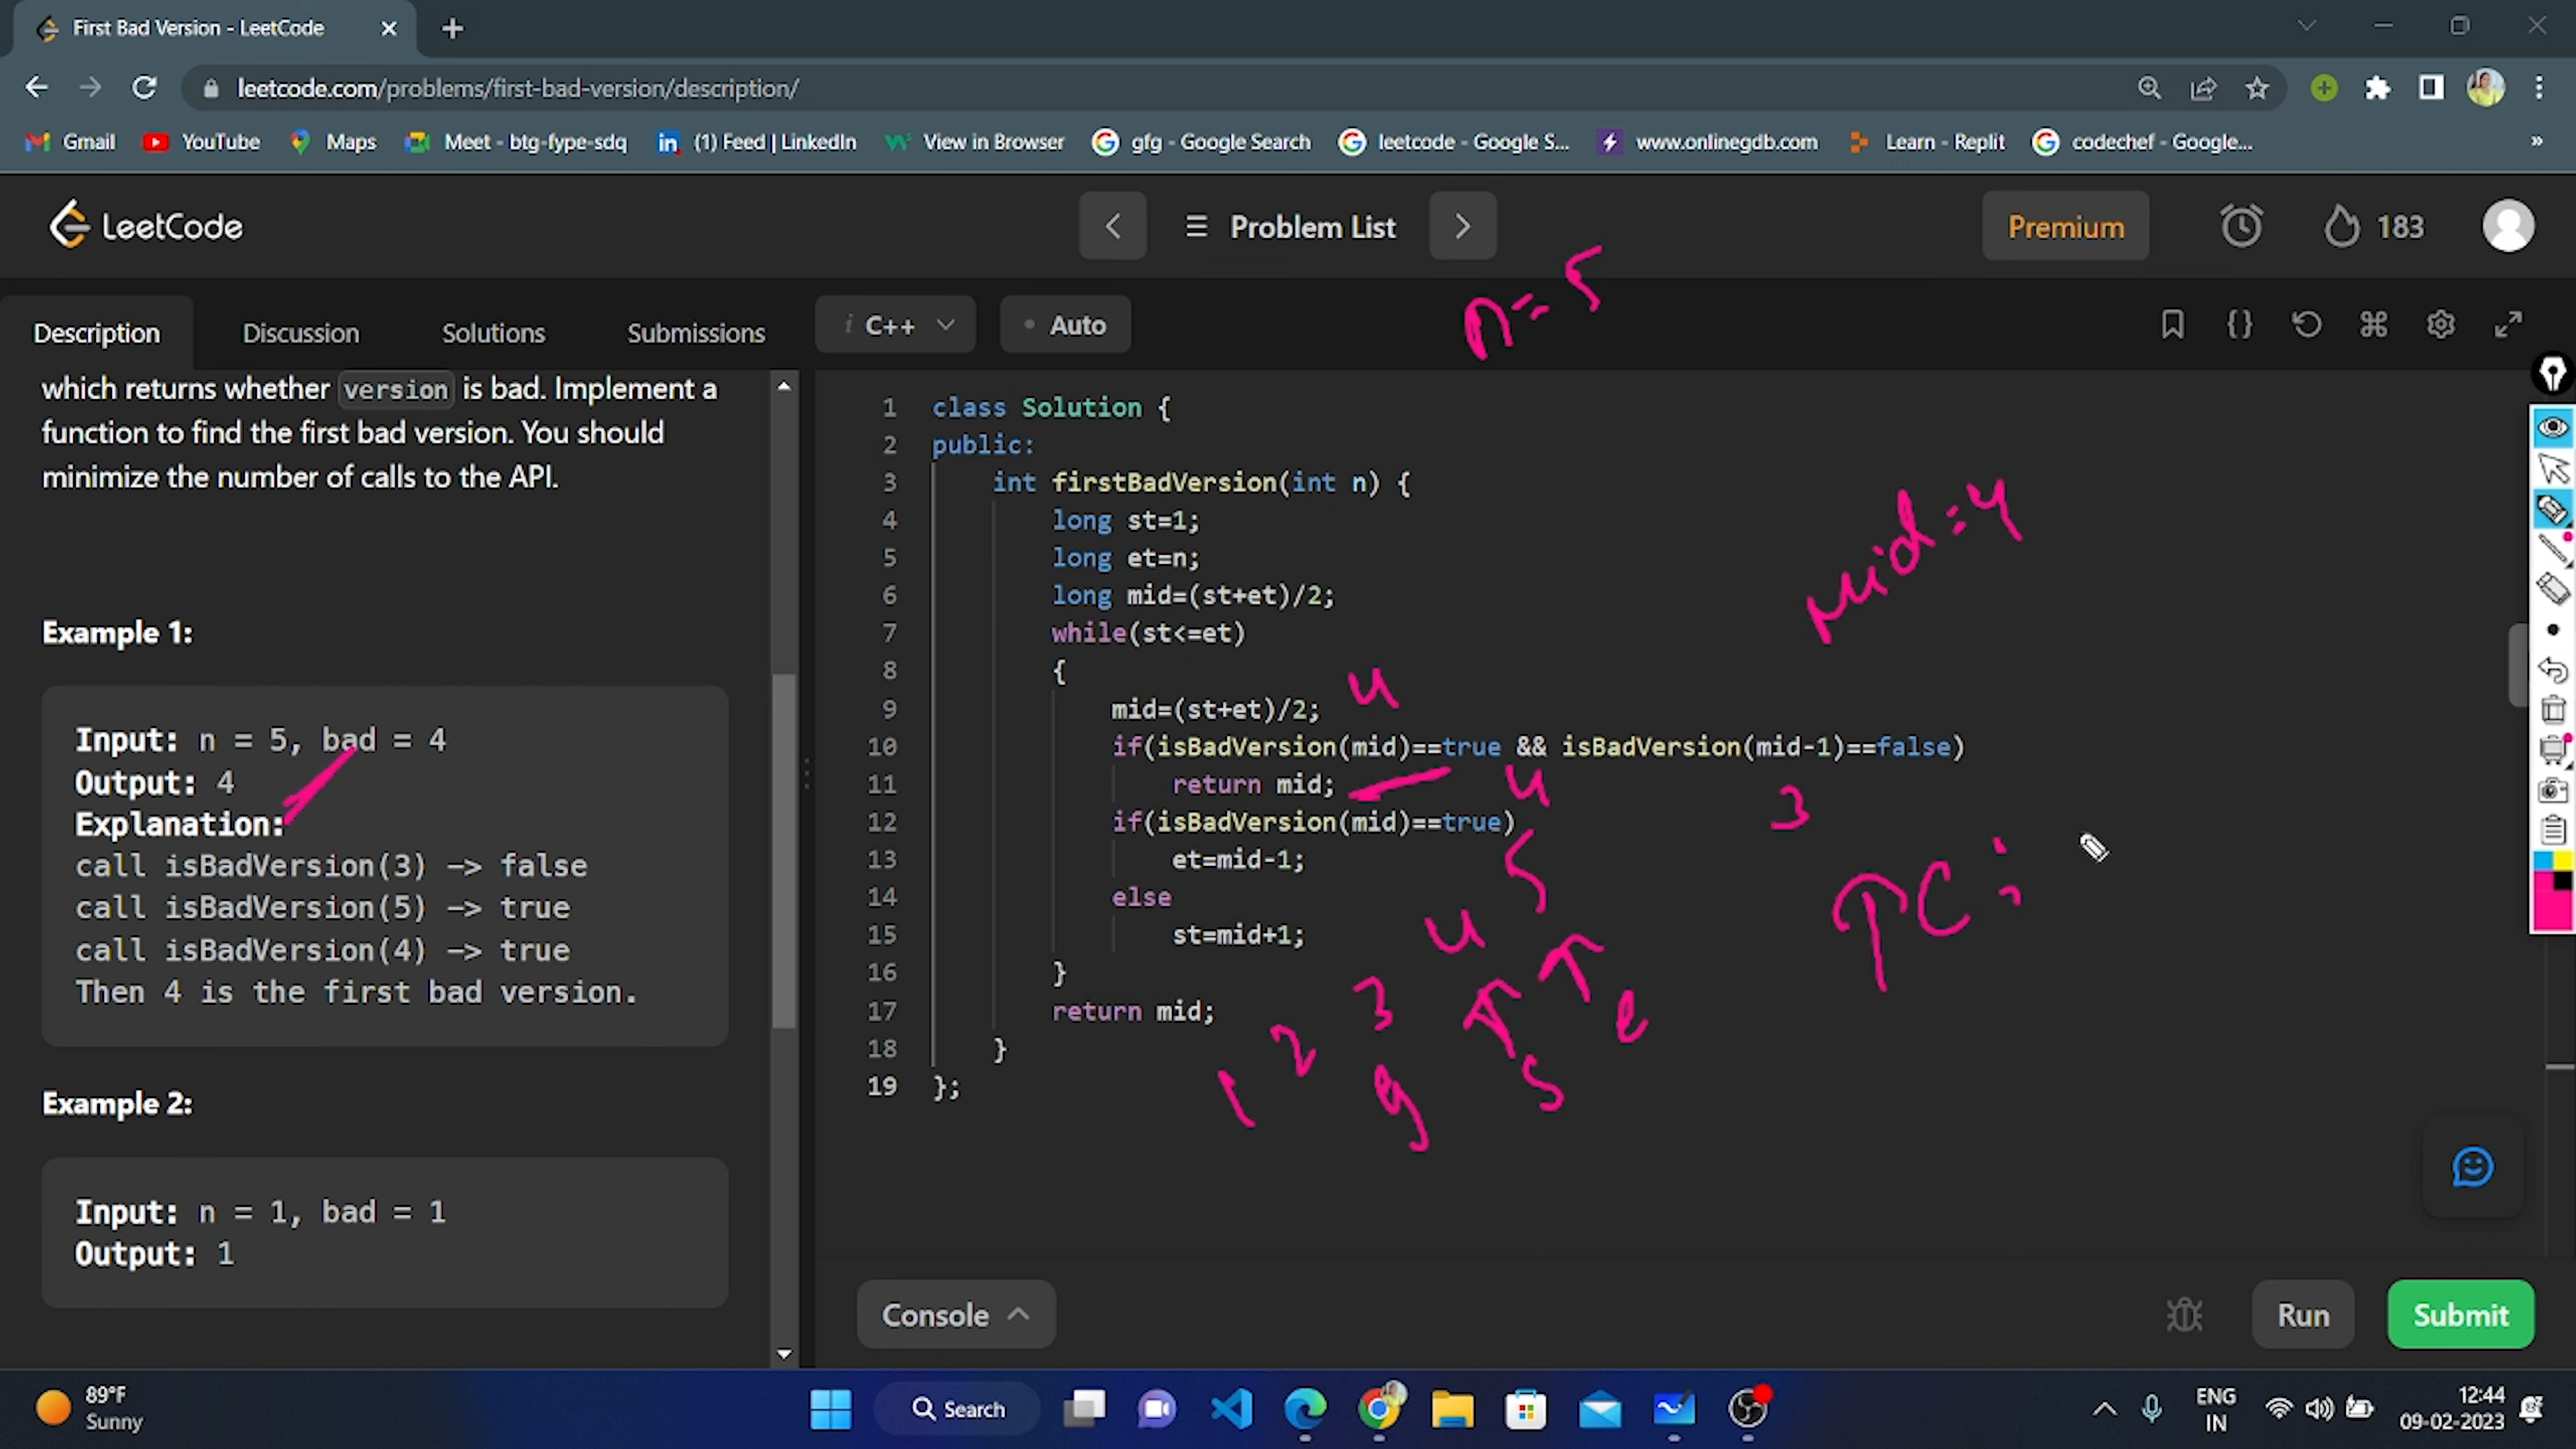 First Bad Version - LeetCode
leetcode.com/problems/first-bad-version/description/
Gmail YouTube Maps Meet - btg-fype-sdq (1) Feed | LinkedIn View in Browser gfg - Google Search leetcode - Google S... www.onlinegdb.com Learn - Replit codechef - Google... »
LeetCode
Problem List
Premium
183
n=5
Description Discussion Solutions Submissions
i C++
Auto
which returns whether version is bad. Implement a
function to find the first bad version. You should
minimize the number of calls to the API.
Example 1:
Input: n = 5, bad = 4
Output: 4
Explanation:
call isBadVersion(3) -> false
call isBadVersion(5) -> true
call isBadVersion(4) -> true
Then 4 is the first bad version.
Example 2:
Input: n = 1, bad = 1
Output: 1
1 class Solution {
2 public:
3 int firstBadVersion(int n) {
4 long st=1;
5 long et=n;
6 long mid=(st+et)/2;
7 while(st<=et)
8 {
9 mid=(st+et)/2;
10 if(isBadVersion(mid)==true && isBadVersion(mid-1)==false)
11 return mid;
12 if(isBadVersion(mid)==true)
13 et=mid-1;
14 else
15 st=mid+1;
16 }
17 return mid;
18 }
19 };
mid=4
4
4
3
TC:
1 2 3 4 5
s e
Console
Run
Submit
89°F
Sunny
Search
ENG
IN
12:44
09-02-2023